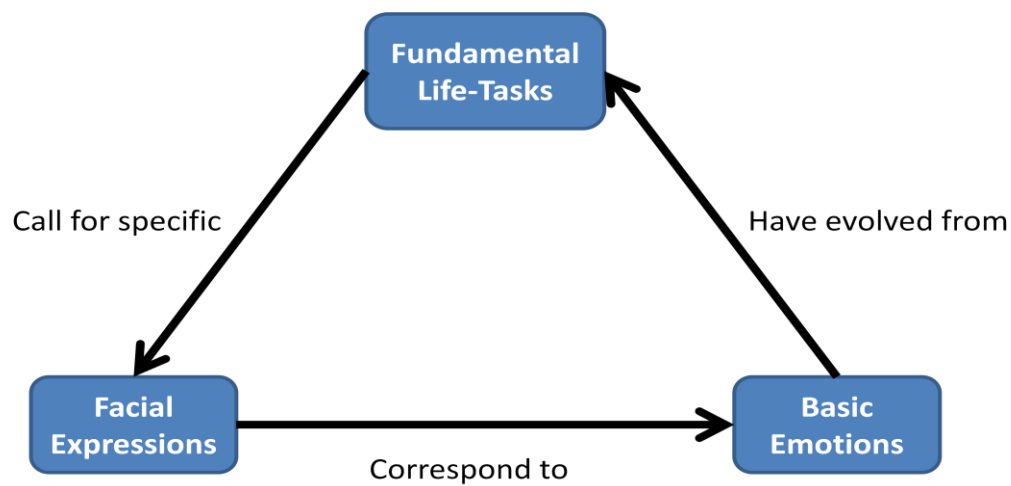 Fundamental
Life-Tasks
Call for specific
Have evolved from
Facial
Expressions
Basic
Emotions
Correspond to